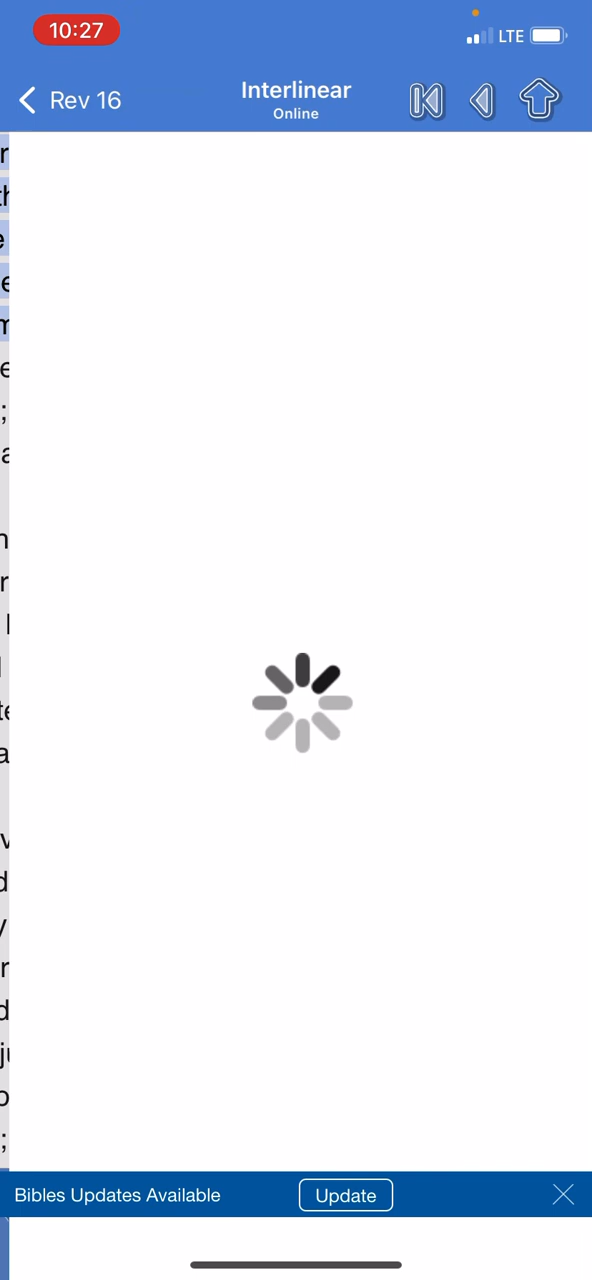 10:27
LTE
Rev 16
Interlinear
Online
Bibles Updates Available
Update